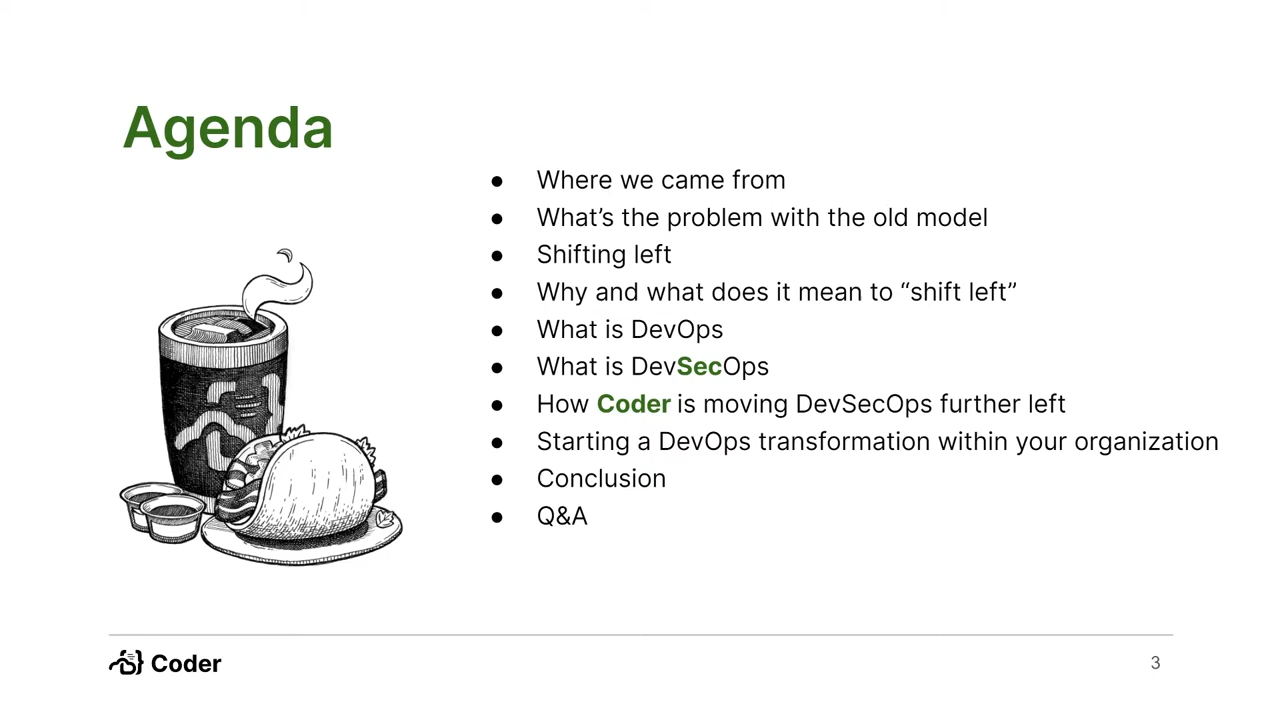 Agenda
● Where we came from
● What’s the problem with the old model
● Shifting left
● Why and what does it mean to “shift left”
● What is DevOps
● What is DevSecOps
● How Coder is moving DevSecOps further left
● Starting a DevOps transformation within your organization
● Conclusion
● Q&A
Coder
3